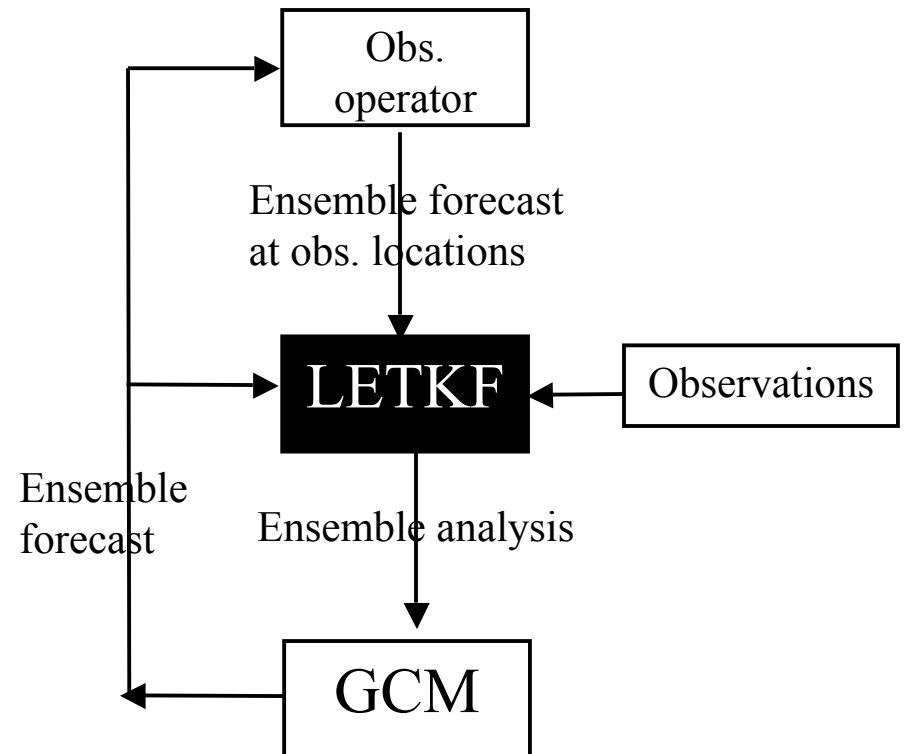 Obs.
operator
Ensemble forecast
at obs. locations
LETKF
Observations
Ensemble
forecast
Ensemble analysis
GCM